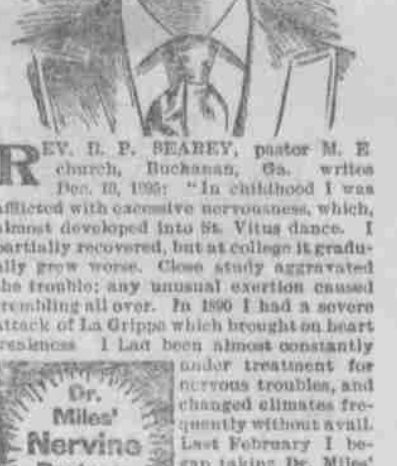 REV. D. P. SEAREY, pastor M. E
church, Buchanan, Ga. writes
Dec. 10, 1895: "In childhood I was
afflicted with excessive nervousness, which,
almost developed into St. Vitus dance. I
partially recovered, but at college it gradu-
ally grew worse. Close study aggravated
the trouble; any unusual exertion caused
trembling all over. In 1890 I had a severe
attack of La Grippe which brought on heart
weakness I had been almost constantly
under treatment for
nervous troubles, and
changed climates fre-
quently without avail.
Last February I be-
gan taking Dr. Miles'
Dr.
Miles'
Nervine